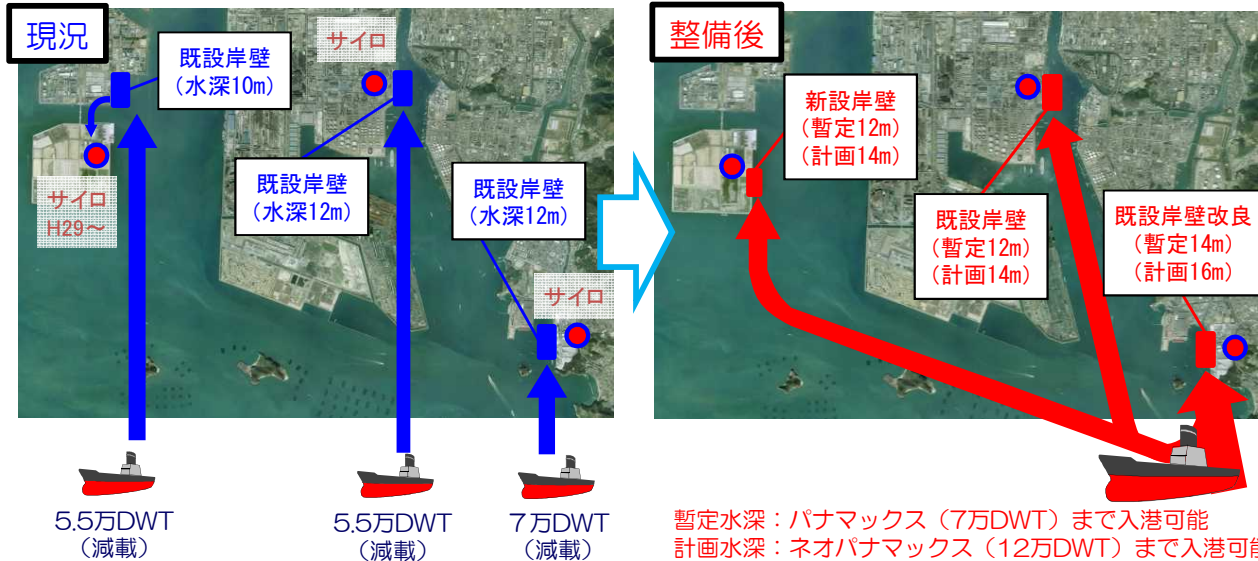 現況
サイロ
既設岸壁
(水深10m)
サイロ
H29～
既設岸壁
(水深12m)
既設岸壁
(水深12m)
サイロ
5.5万DWT
(減載)
5.5万DWT
(減載)
7万DWT
(減載)
整備後
新設岸壁
(暫定12m)
(計画14m)
既設岸壁
(暫定12m)
(計画14m)
既設岸壁改良
(暫定14m)
(計画16m)
暫定水深：パナマックス（7万DWT）まで入港可能
計画水深：ネオパナマックス（12万DWT）まで入港可能